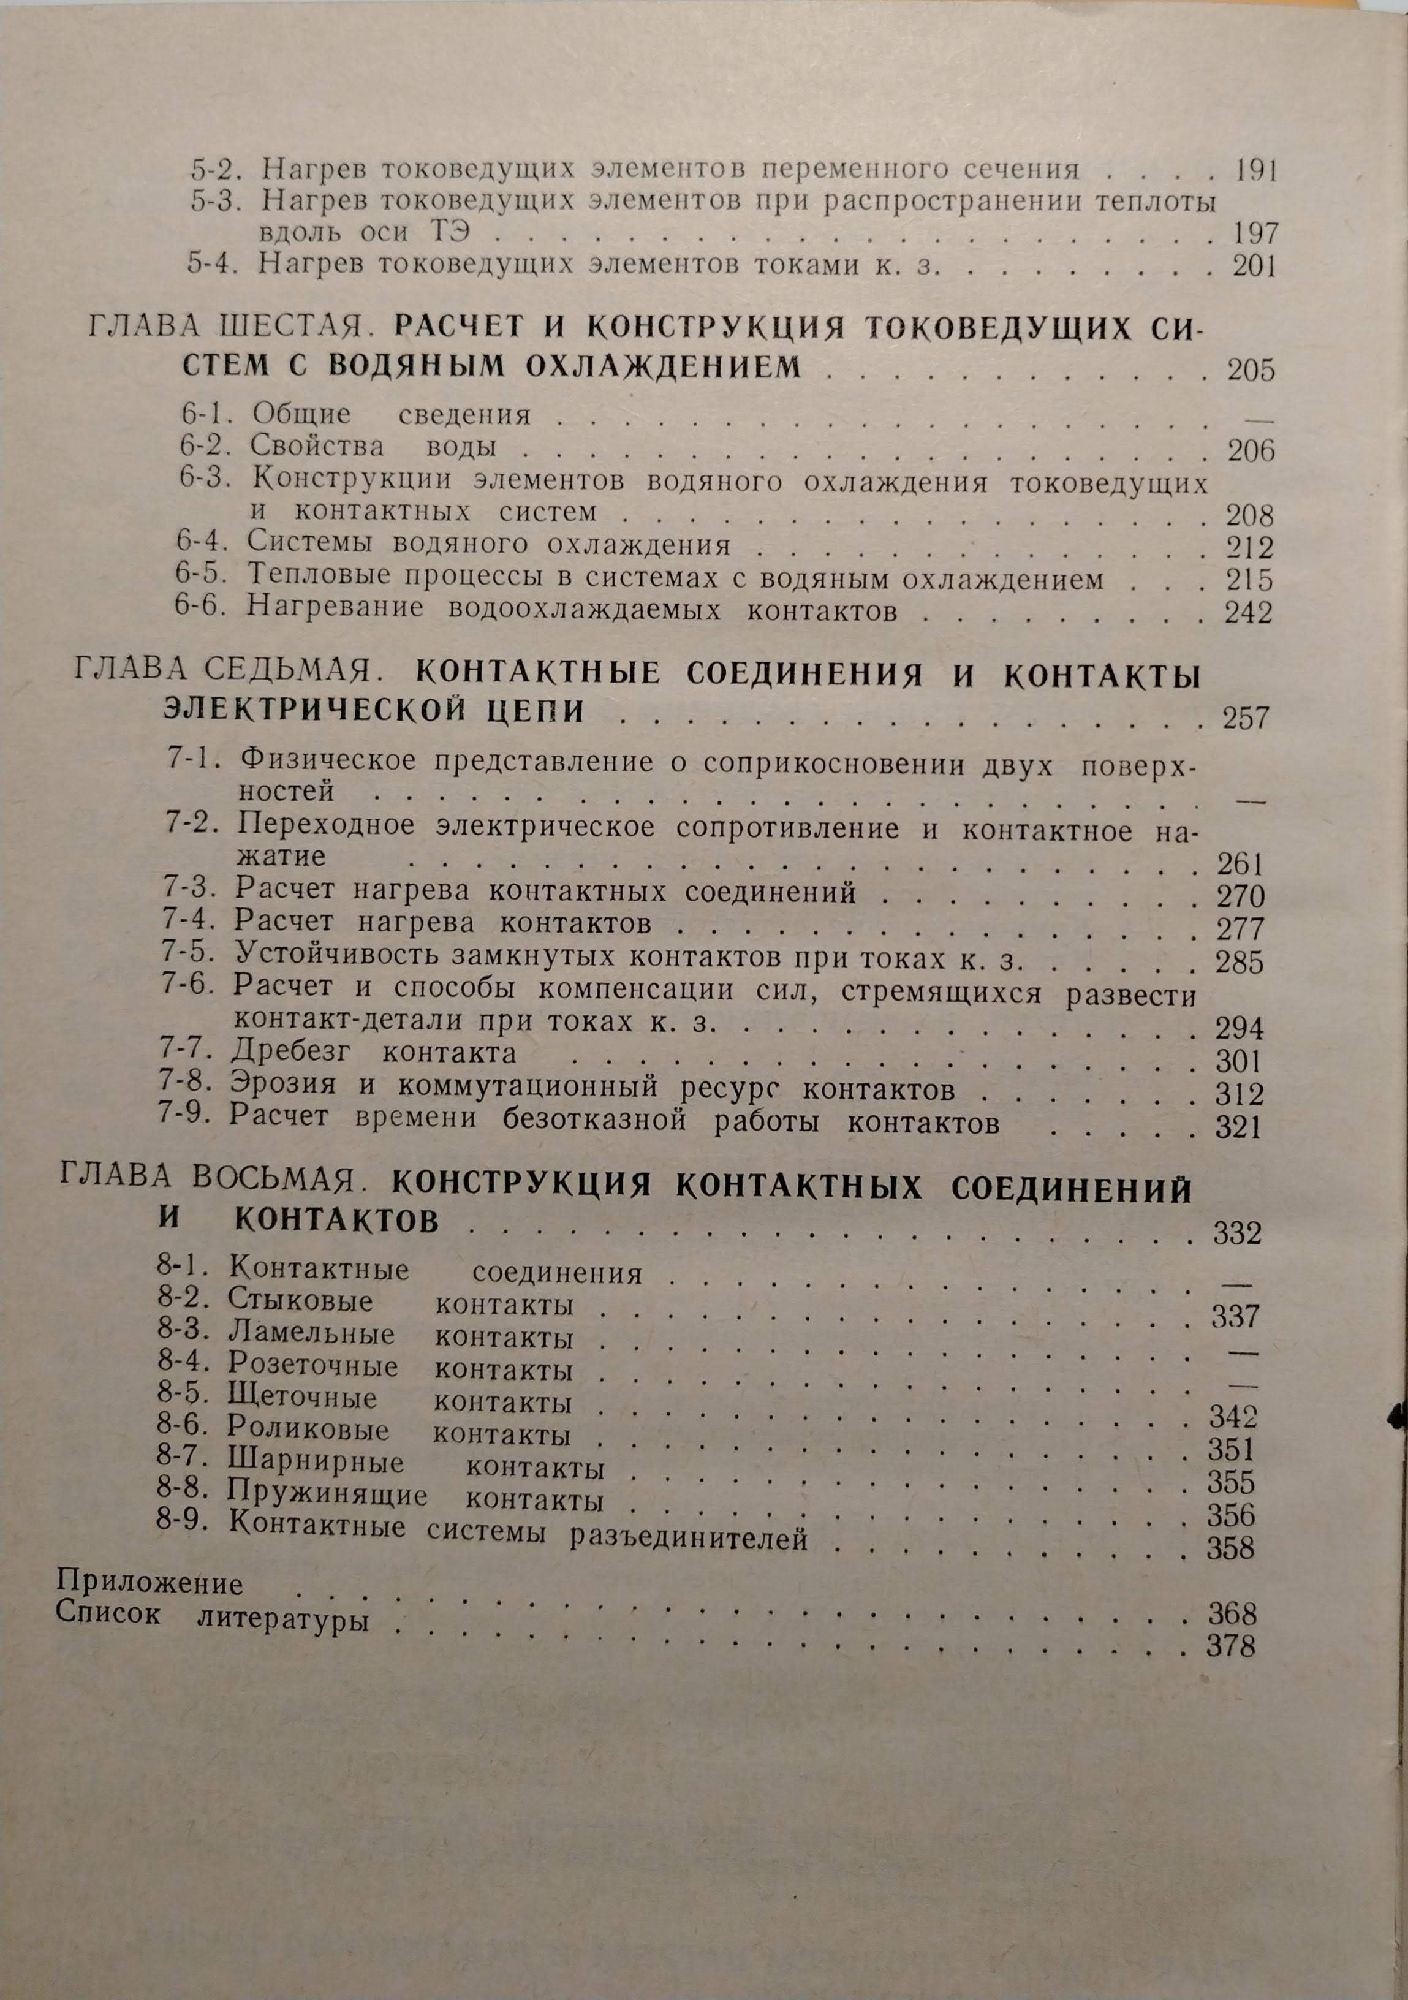 5-2. Нагрев токоведущих элементов переменного сечения . . . . 191
5-3. Нагрев токоведущих элементов при распространении теплоты
вдоль оси ТЭ . . . . . . . . . . . . . . . . . . . . . . 197
5-4. Нагрев токоведущих элементов токами к. з. . . . . . . . . 201
ГЛАВА ШЕСТАЯ. РАСЧЕТ И КОНСТРУКЦИЯ ТОКОВЕДУЩИХ СИ-
СТЕМ С ВОДЯНЫМ ОХЛАЖДЕНИЕМ . . . . . . . . . . . . 205
6-1. Общие сведения . . . . . . . . . . . . . . . . . . . . —
6-2. Свойства воды . . . . . . . . . . . . . . . . . . . . . 206
6-3. Конструкции элементов водяного охлаждения токоведущих
и контактных систем . . . . . . . . . . . . . . . . . . 208
6-4. Системы водяного охлаждения . . . . . . . . . . . . . . 212
6-5. Тепловые процессы в системах с водяным охлаждением . . . 215
6-6. Нагревание водоохлаждаемых контактов . . . . . . . . . 242
ГЛАВА СЕДЬМАЯ. КОНТАКТНЫЕ СОЕДИНЕНИЯ И КОНТАКТЫ
ЭЛЕКТРИЧЕСКОЙ ЦЕПИ . . . . . . . . . . . . . . . . . . 257
7-1. Физическое представление о соприкосновении двух поверх-
ностей . . . . . . . . . . . . . . . . . . . . . . . . . —
7-2. Переходное электрическое сопротивление и контактное на-
жатие . . . . . . . . . . . . . . . . . . . . . . . . 261
7-3. Расчет нагрева контактных соединений . . . . . . . . . . 270
7-4. Расчет нагрева контактов . . . . . . . . . . . . . . . . 277
7-5. Устойчивость замкнутых контактов при токах к. з. . . . . . 285
7-6. Расчет и способы компенсации сил, стремящихся развести
контакт-детали при токах к. з. . . . . . . . . . . . . . . 294
7-7. Дребезг контакта . . . . . . . . . . . . . . . . . . . 301
7-8. Эрозия и коммутационный ресурс контактов . . . . . . . 312
7-9. Расчет времени безотказной работы контактов . . . . . 321
ГЛАВА ВОСЬМАЯ. КОНСТРУКЦИЯ КОНТАКТНЫХ СОЕДИНЕНИЙ
И КОНТАКТОВ . . . . . . . . . . . . . . . . . . . . . . 332
8-1. Контактные соединения . . . . . . . . . . . . . . . . —
8-2. Стыковые контакты . . . . . . . . . . . . . . . . . . 337
8-3. Ламельные контакты . . . . . . . . . . . . . . . . . . —
8-4. Розеточные контакты . . . . . . . . . . . . . . . . . . —
8-5. Щеточные контакты . . . . . . . . . . . . . . . . . . 342
8-6. Роликовые контакты . . . . . . . . . . . . . . . . . . 351
8-7. Шарнирные контакты . . . . . . . . . . . . . . . . . 355
8-8. Пружинящие контакты . . . . . . . . . . . . . . . . . 356
8-9. Контактные системы разъединителей . . . . . . . . . . . 358
Приложение . . . . . . . . . . . . . . . . . . . . . . . . . . 368
Список литературы . . . . . . . . . . . . . . . . . . . . . . . 378